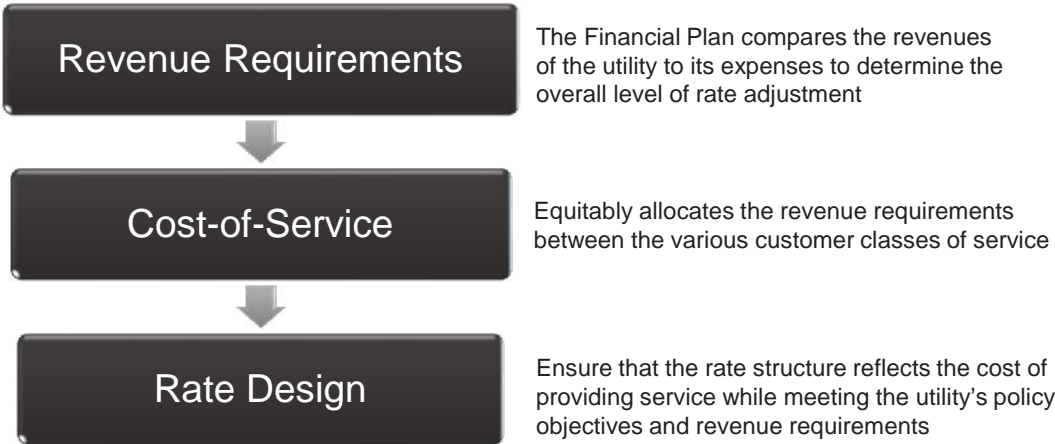 Revenue Requirements
The Financial Plan compares the revenues
of the utility to its expenses to determine the
overall level of rate adjustment
Cost-of-Service
Equitably allocates the revenue requirements
between the various customer classes of service
Rate Design
Ensure that the rate structure reflects the cost of
providing service while meeting the utility’s policy
objectives and revenue requirements